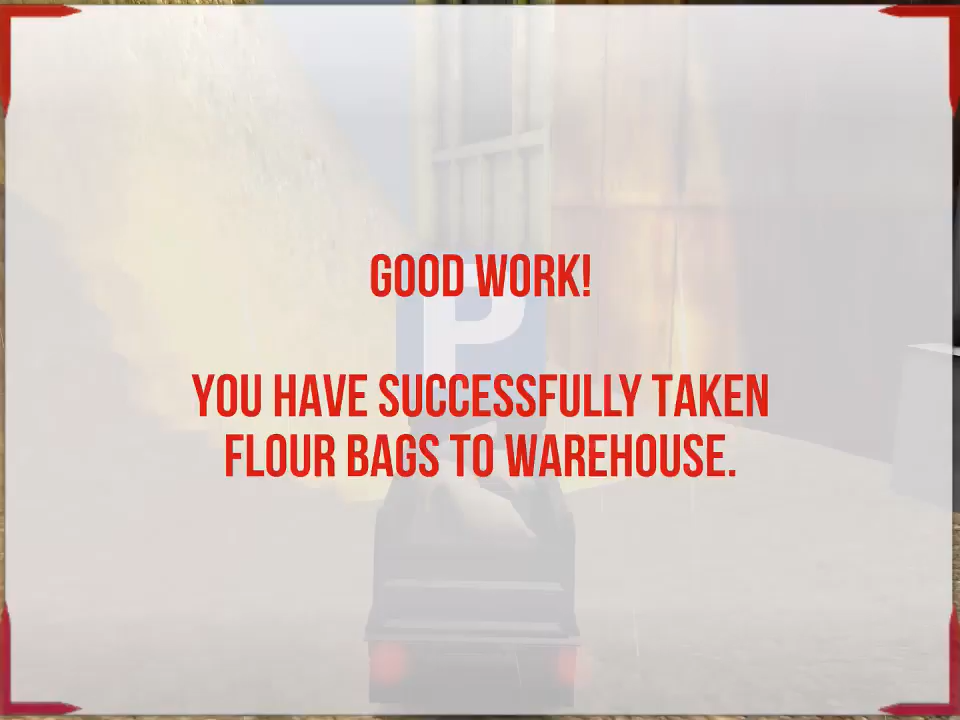 GOOD WORK!
P
YOU HAVE SUCCESSFULLY TAKEN
FLOUR BAGS TO WAREHOUSE.